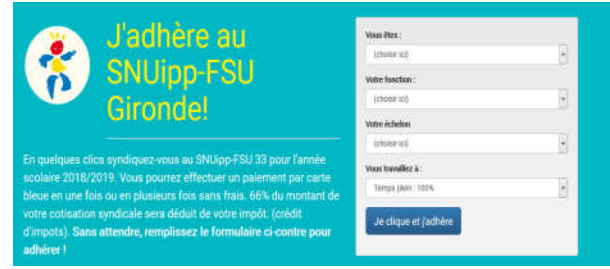 J'adhère au
SNUipp-FSU
Gironde!
En quelques clics syndiquez-vous au SNUipp-FSU 33 pour l'année
scolaire 2018/2019. Vous pourrez effectuer un paiement par carte
bleue en une fois ou en plusieurs fois sans frais. 66% du montant de
votre cotisation syndicale sera déduit de votre impôt. (crédit
d'impots). Sans attendre, remplissez le formulaire ci-contre pour
adhérer !
Vous êtes :
(choisir ici)
Votre fonction :
(choisir ici)
Votre échelon
(choisir ici)
Vous travaillez à :
Temps plein : 100%
Je clique et j'adhère